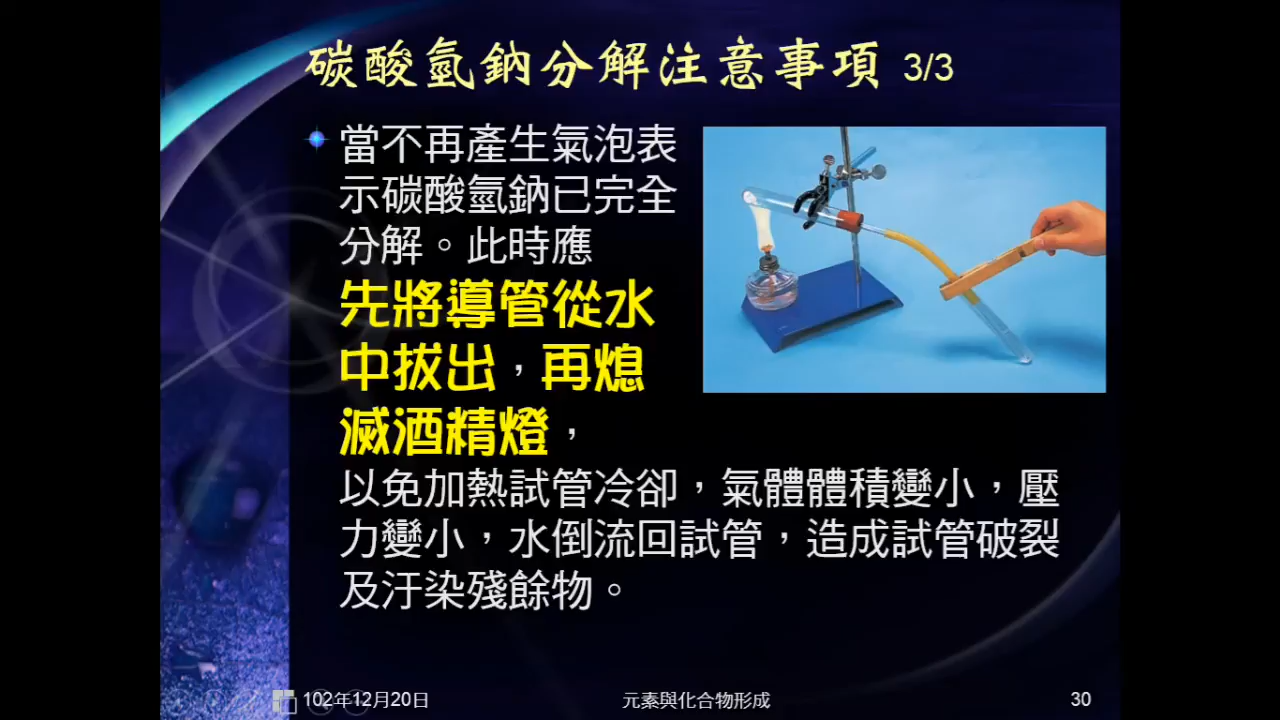 碳酸氫鈉分解注意事項 3/3
當不再產生氣泡表
示碳酸氫鈉已完全
分解。此時應
先將導管從水
中拔出，再熄
滅酒精燈，
以免加熱試管冷卻，氣體體積變小，壓
力變小，水倒流回試管，造成試管破裂
及汙染殘餘物。
102年12月20日
元素與化合物形成
30